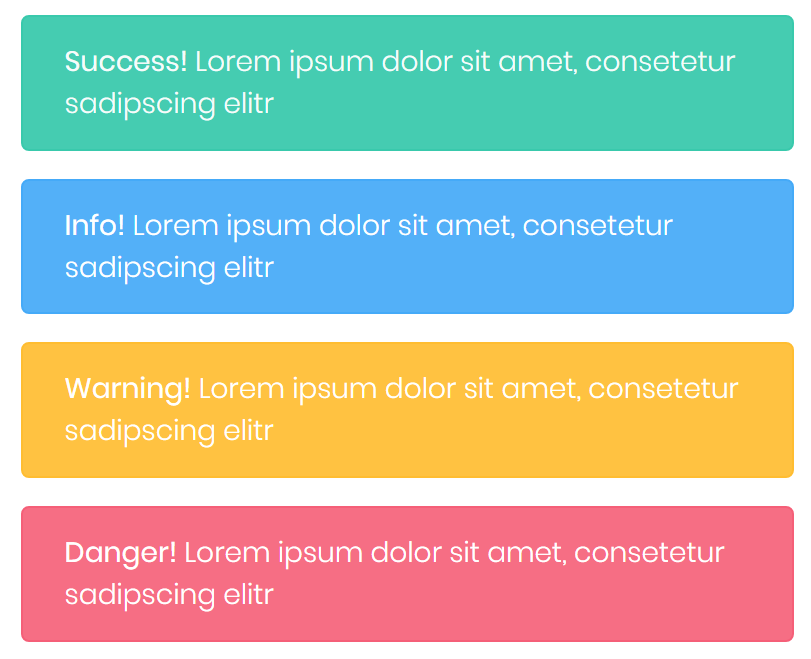 Success! Lorem ipsum dolor sit amet, consetetur
sadipscing elitr
Info! Lorem ipsum dolor sit amet, consetetur
sadipscing elitr
Warning! Lorem ipsum dolor sit amet, consetetur
sadipscing elitr
Danger! Lorem ipsum dolor sit amet, consetetur
sadipscing elitr